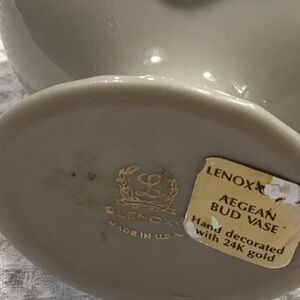 L
©LENOX®
MADE IN U.S.A.
LENOX
AEGEAN
BUD VASE
Hand decorated
with 24K gold